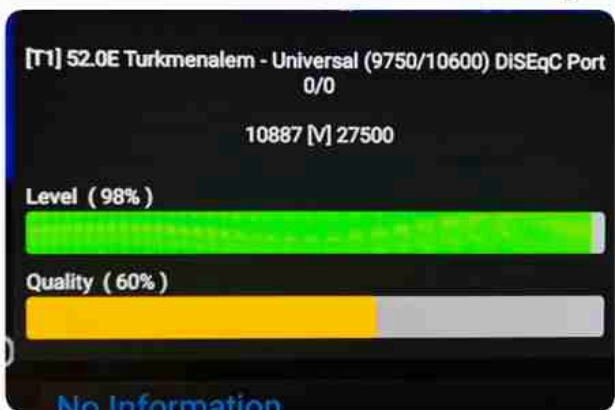 [T1] 52.0E Turkmenalem - Universal (9750/10600) DiSEqC Port
0/0
10887 [V] 27500
Level ( 98% )
Quality ( 60% )
No Information